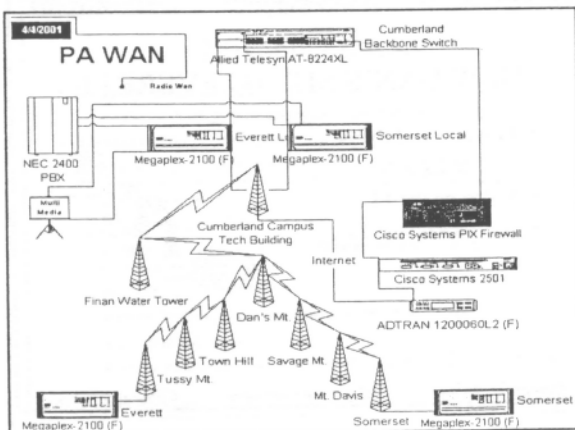 4/4/2001
PA WAN
Radio Wan
Cumberland
Backbone Switch
Allied Telesyn AT-8224XL
NEC 2400
PBX
Everett Lo
Megaplex-2100 (F)
Somerset Local
Megaplex-2100 (F)
Multi
Media
Cumberland Campus
Tech Building
Cisco Systems PIX Firewall
Internet
Cisco Systems 2501
ADTRAN 1200060L2 (F)
Finan Water Tower
Dan's Mt.
Town Hill
Savage Mt.
Tussy Mt.
Mt. Davis
Everett
Megaplex-2100 (F)
Somerset
Somerset
Megaplex-2100 (F)